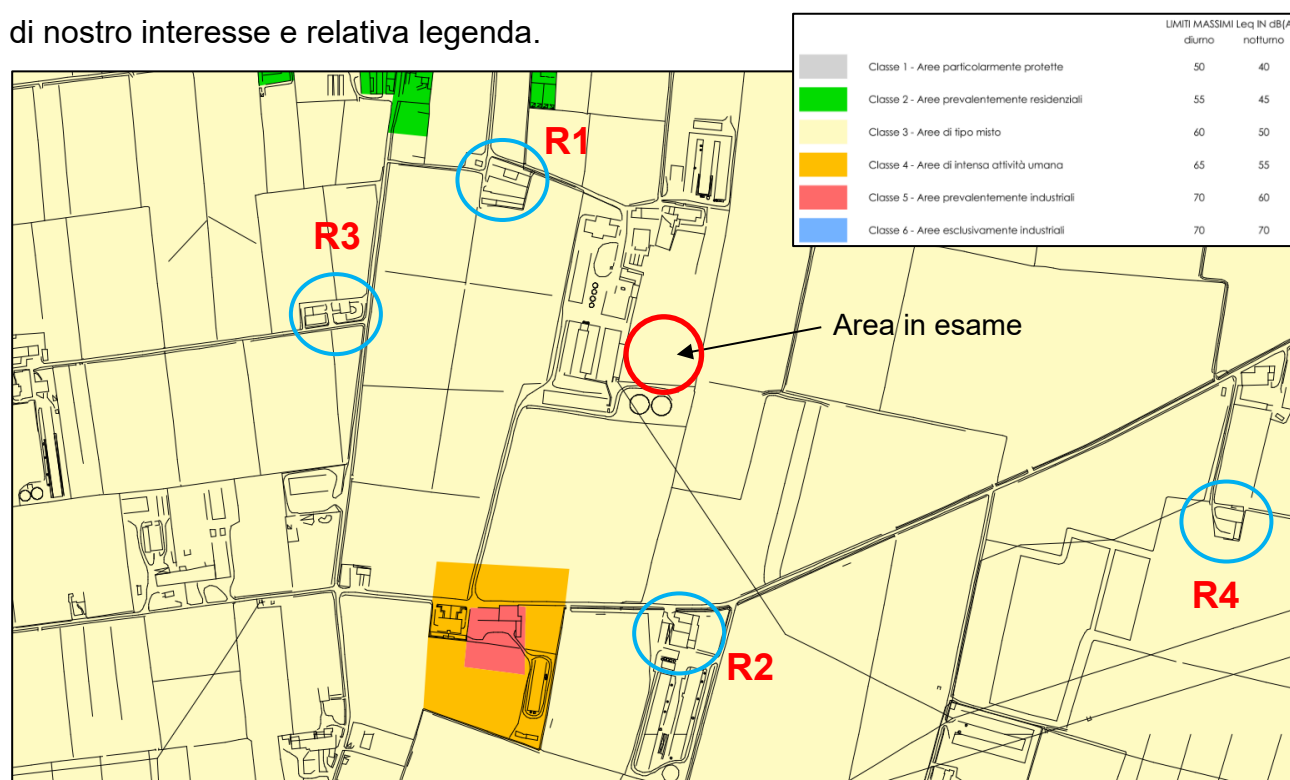 di nostro interesse e relativa legenda.
LIMITI MASSIMI Leq IN dB(A
diurno notturno
Classe 1 - Aree particolarmente protette 50 40
Classe 2 - Aree prevalentemente residenziali 55 45
Classe 3 - Aree di tipo misto 60 50
Classe 4 - Aree di intensa attività umana 65 55
Classe 5 - Aree prevalentemente industriali 70 60
Classe 6 - Aree esclusivamente industriali 70 70
R1
R3
Area in esame
R4
R2